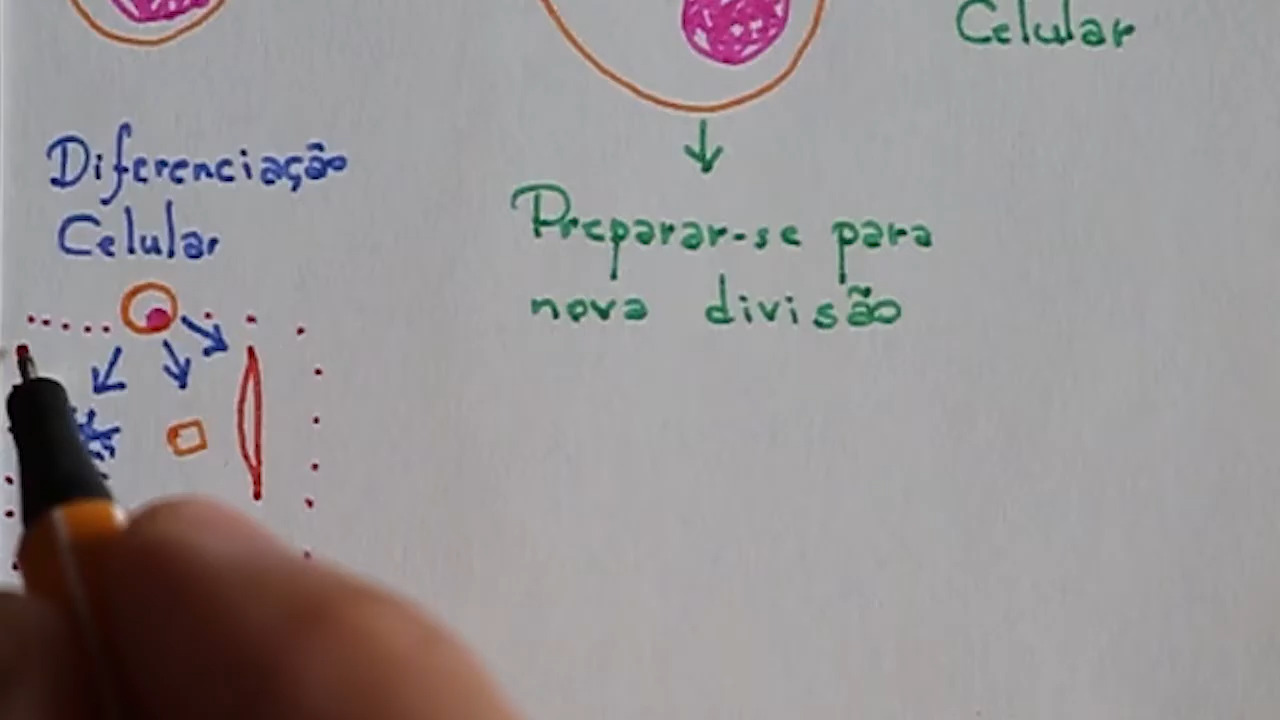 Celular
Diferenciação
Celular
Preparar-se para
nova divisão